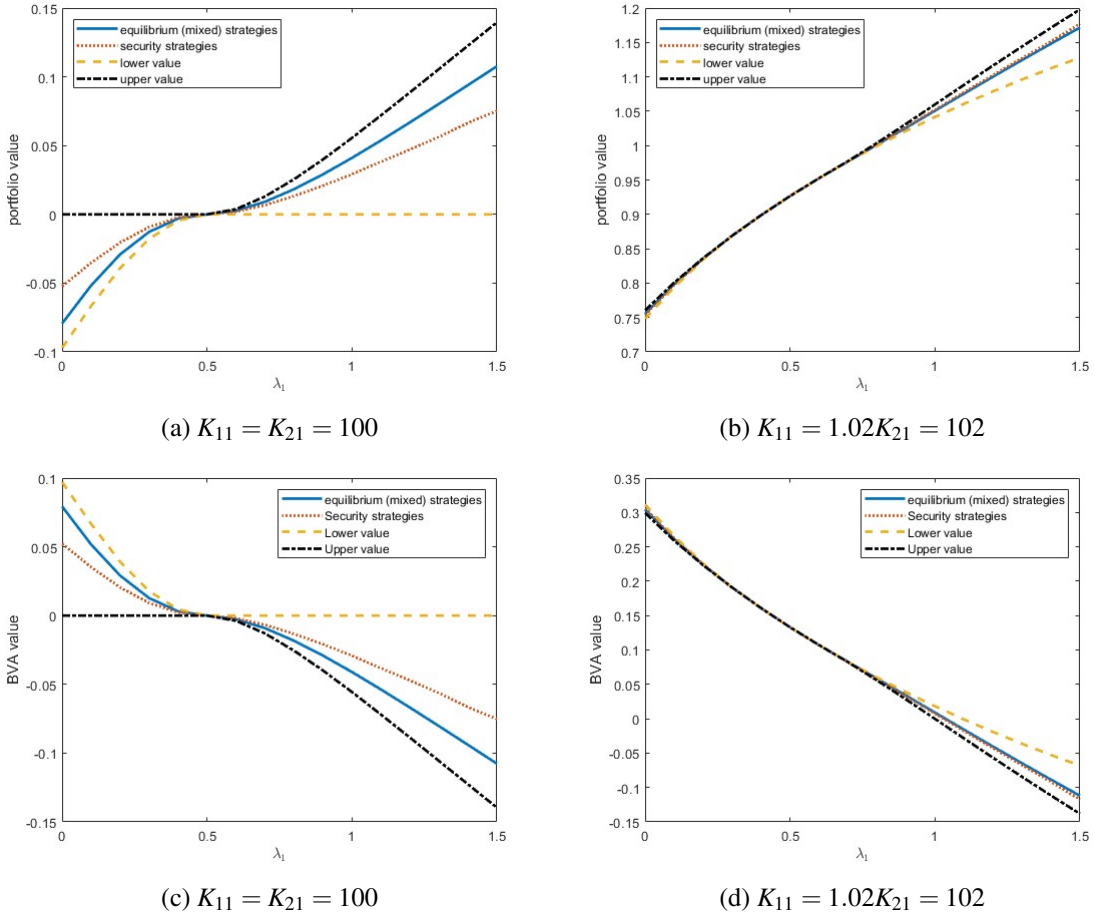 0.15
0.1
0.05
0
-0.05
-0.1
portfolio value
equilibrium (mixed) strategies
security strategies
lower value
upper value
0 0.5 1 1.5
λ₁
(a) K₁₁ = K₂₁ = 100
1.2
1.15
1.1
1.05
1
0.95
0.9
0.85
0.8
0.75
0.7
portfolio value
equilibrium (mixed) strategies
security strategies
lower value
upper value
0 0.5 1 1.5
λ₁
(b) K₁₁ = 1.02K₂₁ = 102
0.1
0.05
0
-0.05
-0.1
-0.15
BVA value
equilibrium (mixed) strategies
Security strategies
Lower value
Upper value
0 0.5 1 1.5
λ₁
(c) K₁₁ = K₂₁ = 100
0.35
0.3
0.25
0.2
0.15
0.1
0.05
0
-0.05
-0.1
-0.15
BVA value
equilibrium (mixed) strategies
Security strategies
Lower value
Upper value
0 0.5 1 1.5
λ₁
(d) K₁₁ = 1.02K₂₁ = 102